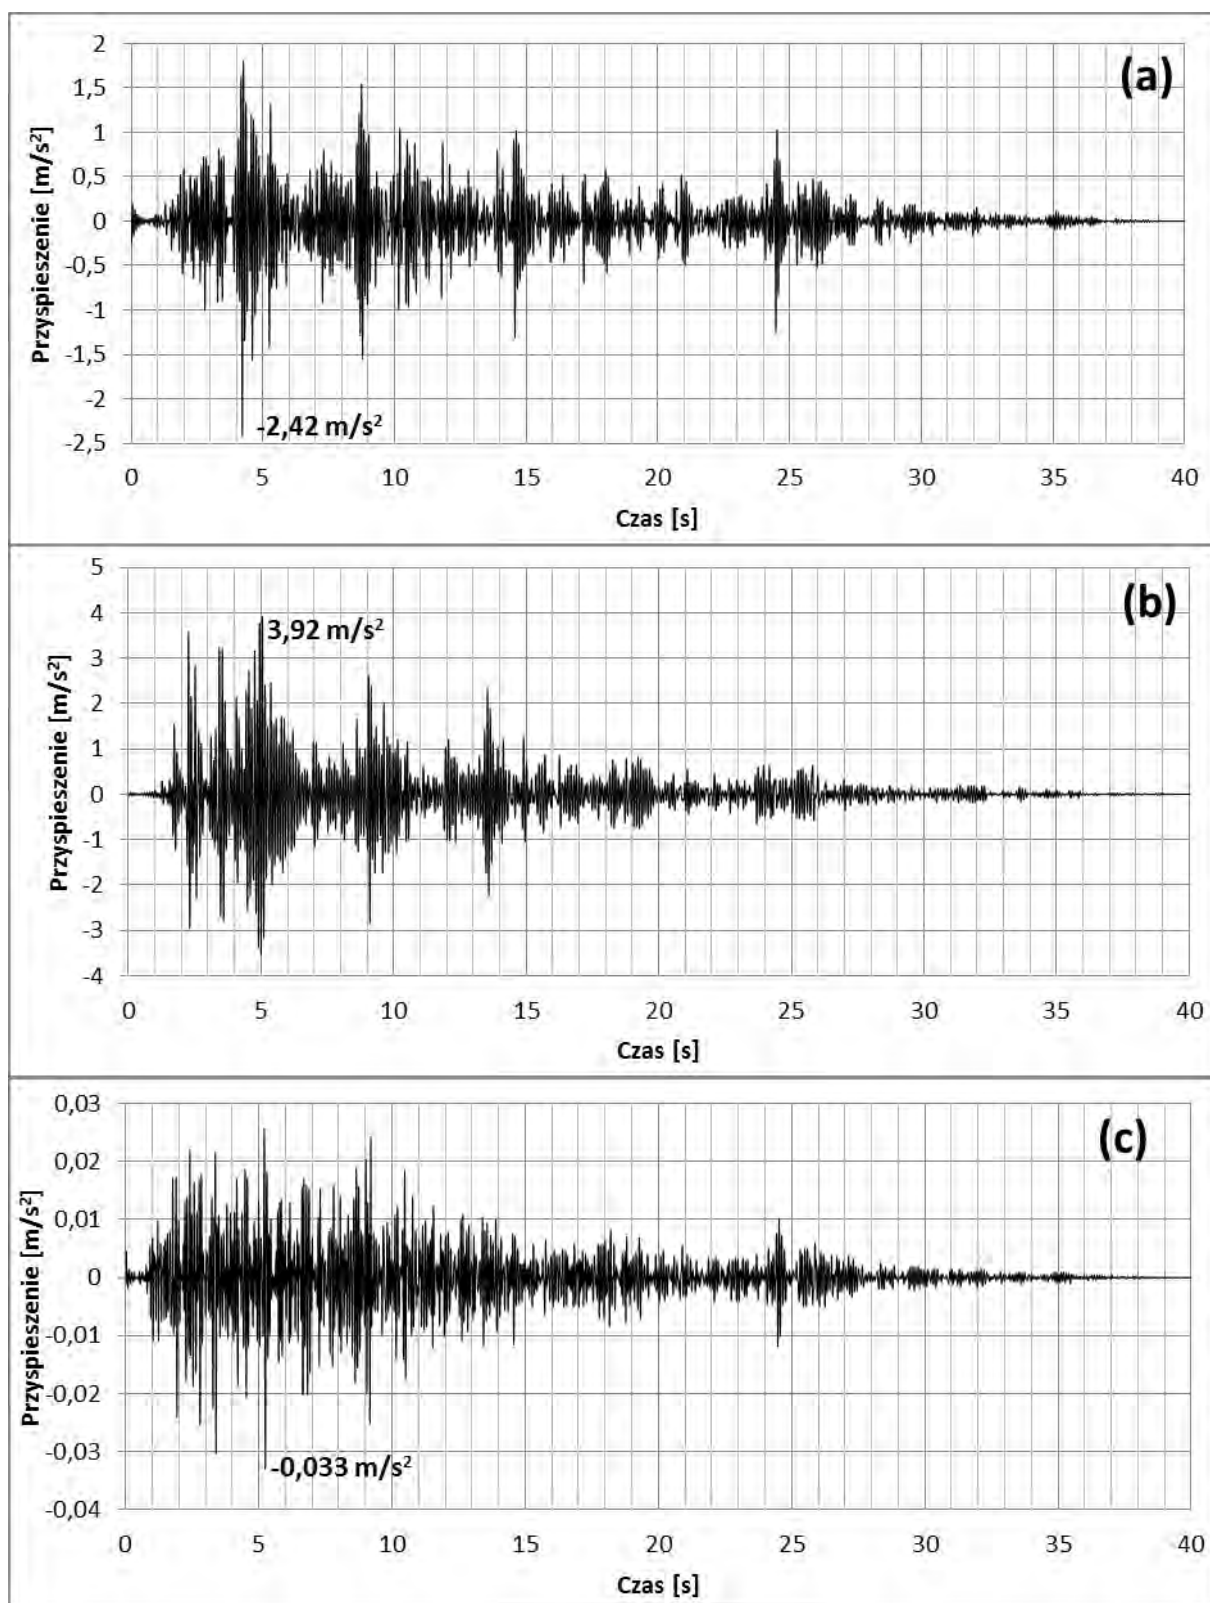 (a)
Przyspieszenie [m/s²]
2
1,5
1
0,5
0
-0,5
-1
-1,5
-2
-2,5
-2,42 m/s²
0 5 10 15 20 25 30 35 40
Czas [s]
(b)
Przyspieszenie [m/s²]
5
4
3
2
1
0
-1
-2
-3
-4
3,92 m/s²
0 5 10 15 20 25 30 35 40
Czas [s]
(c)
Przyspieszenie [m/s²]
0,03
0,02
0,01
0
-0,01
-0,02
-0,03
-0,04
-0,033 m/s²
0 5 10 15 20 25 30 35 40
Czas [s]